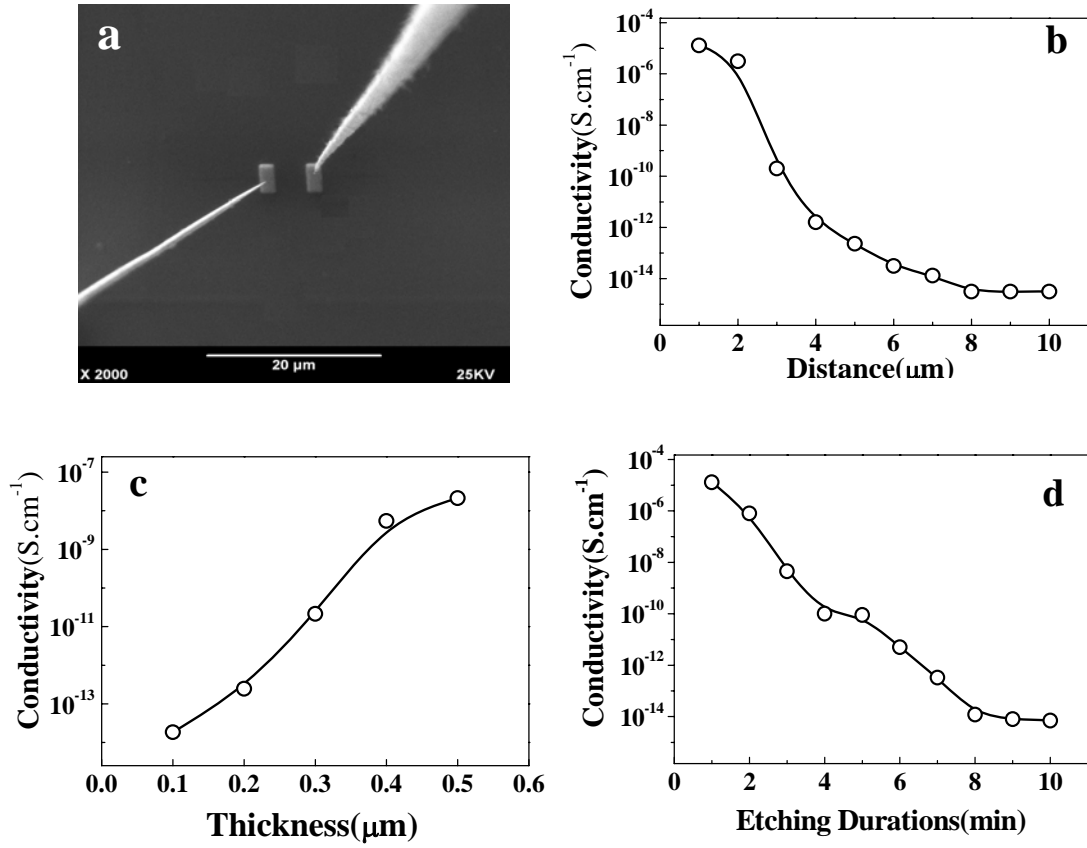 a
20 µm
X 2000 25KV
b
Conductivity(S.cm⁻¹)
10⁻⁴
10⁻⁶
10⁻⁸
10⁻¹⁰
10⁻¹²
10⁻¹⁴
0 2 4 6 8 10
Distance(µm)
c
Conductivity(S.cm⁻¹)
10⁻⁷
10⁻⁹
10⁻¹¹
10⁻¹³
0.0 0.1 0.2 0.3 0.4 0.5 0.6
Thickness(µm)
d
Conductivity(S.cm⁻¹)
10⁻⁴
10⁻⁶
10⁻⁸
10⁻¹⁰
10⁻¹²
10⁻¹⁴
0 2 4 6 8 10
Etching Durations(min)